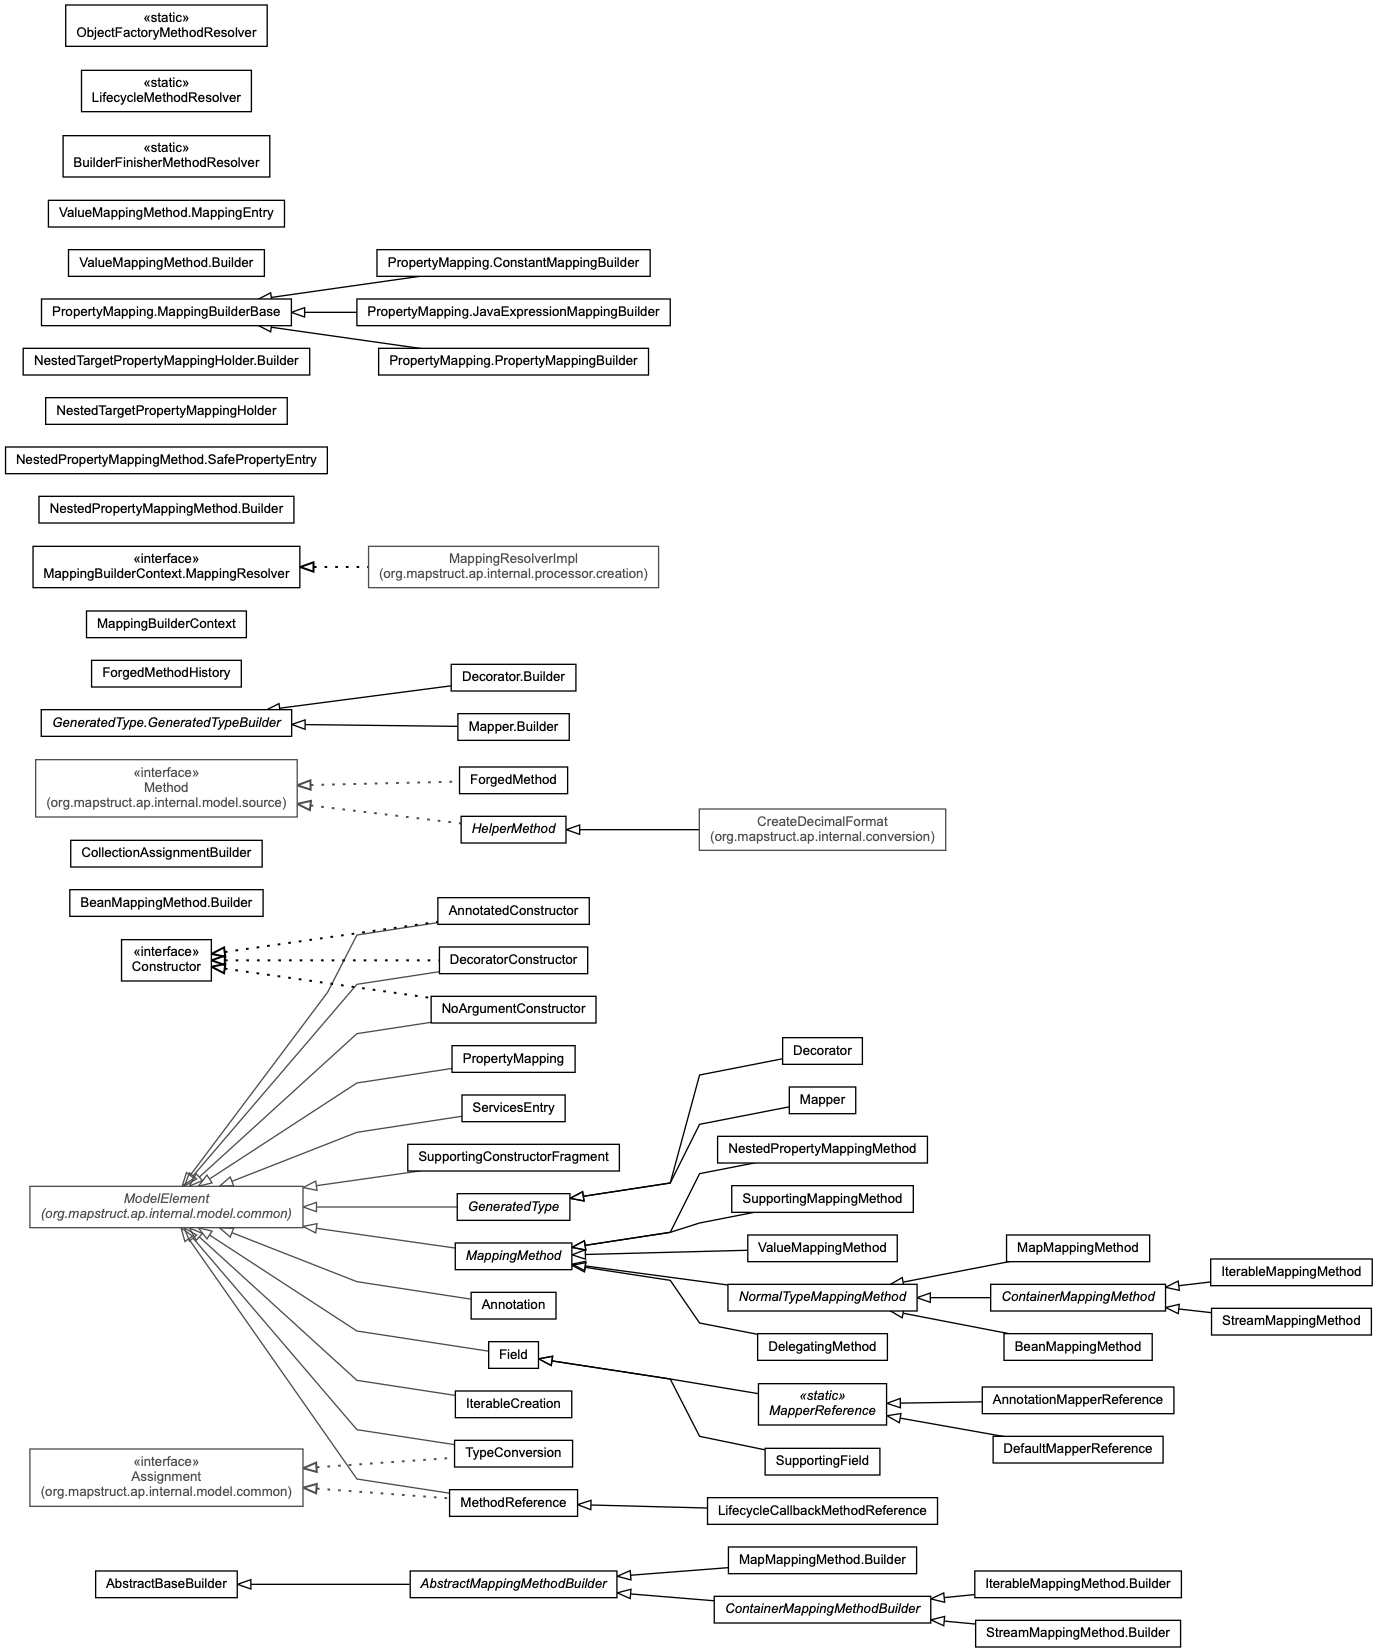 «static»
ObjectFactoryMethodResolver
«static»
LifecycleMethodResolver
«static»
BuilderFinisherMethodResolver
ValueMappingMethod.MappingEntry
ValueMappingMethod.Builder
PropertyMapping.ConstantMappingBuilder
PropertyMapping.MappingBuilderBase
PropertyMapping.JavaExpressionMappingBuilder
NestedTargetPropertyMappingHolder.Builder
PropertyMapping.PropertyMappingBuilder
NestedTargetPropertyMappingHolder
NestedPropertyMappingMethod.SafePropertyEntry
NestedPropertyMappingMethod.Builder
«interface»
MappingBuilderContext.MappingResolver
MappingResolverImpl
(org.mapstruct.ap.internal.processor.creation)
MappingBuilderContext
ForgedMethodHistory
Decorator.Builder
GeneratedType.GeneratedTypeBuilder
Mapper.Builder
«interface»
Method
(org.mapstruct.ap.internal.model.source)
ForgedMethod
HelperMethod
CreateDecimalFormat
(org.mapstruct.ap.internal.conversion)
CollectionAssignmentBuilder
BeanMappingMethod.Builder
AnnotatedConstructor
«interface»
Constructor
DecoratorConstructor
NoArgumentConstructor
PropertyMapping
Decorator
ServicesEntry
Mapper
SupportingConstructorFragment
NestedPropertyMappingMethod
ModelElement
(org.mapstruct.ap.internal.model.common)
GeneratedType
SupportingMappingMethod
MappingMethod
ValueMappingMethod
MapMappingMethod
IterableMappingMethod
Annotation
NormalTypeMappingMethod
ContainerMappingMethod
StreamMappingMethod
Field
DelegatingMethod
BeanMappingMethod
IterableCreation
«static»
MapperReference
AnnotationMapperReference
TypeConversion
SupportingField
DefaultMapperReference
«interface»
Assignment
(org.mapstruct.ap.internal.model.common)
MethodReference
LifecycleCallbackMethodReference
MapMappingMethod.Builder
AbstractBaseBuilder
AbstractMappingMethodBuilder
IterableMappingMethod.Builder
ContainerMappingMethodBuilder
StreamMappingMethod.Builder